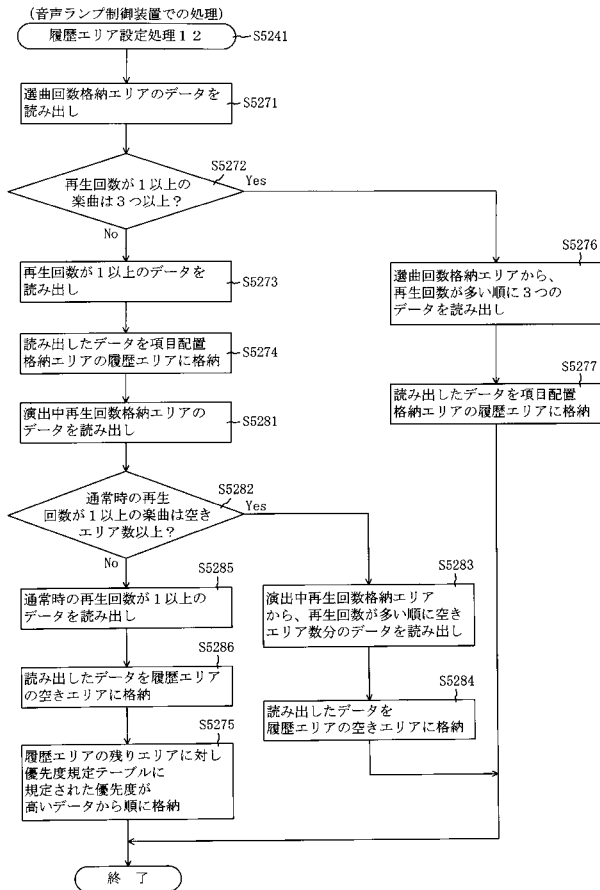 (音声ランプ制御装置での処理)
履歴エリア設定処理12
S5241
選曲回数格納エリアのデータを
読み出し
S5271
S5272
再生回数が1以上の
楽曲は3つ以上?
Yes
No
再生回数が1以上のデータを
読み出し
S5273
S5276
選曲回数格納エリアから、
再生回数が多い順に3つの
データを読み出し
読み出したデータを項目配置
格納エリアの履歴エリアに格納
S5274
S5277
読み出したデータを項目配置
格納エリアの履歴エリアに格納
演出中再生回数格納エリアの
データを読み出し
S5281
S5282
通常時の再生
回数が1以上の楽曲は空き
エリア数以上?
Yes
No
S5285
通常時の再生回数が1以上の
データを読み出し
S5283
演出中再生回数格納エリア
から、再生回数が多い順に空き
エリア数分のデータを読み出し
S5286
読み出したデータを履歴エリア
の空きエリアに格納
S5284
読み出したデータを
履歴エリアの空きエリアに格納
S5275
履歴エリアの残りエリアに対し
優先度規定テーブルに
規定された優先度が
高いデータから順に格納
終 了